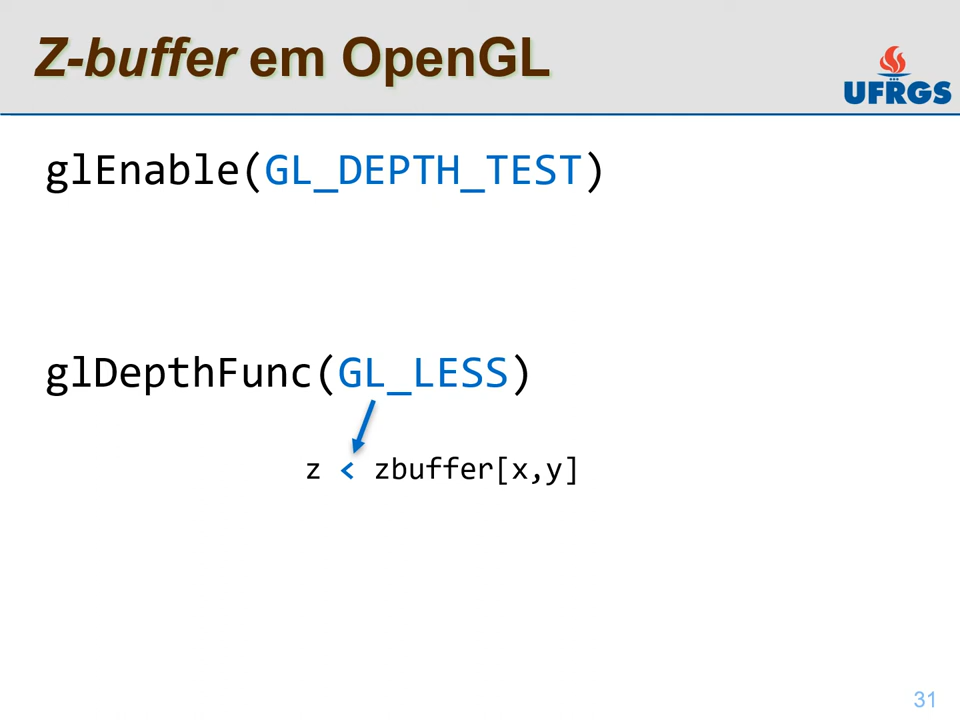 Z-buffer em OpenGL
UFRGS
glEnable(GL_DEPTH_TEST)
glDepthFunc(GL_LESS)
z < zbuffer[x,y]
31